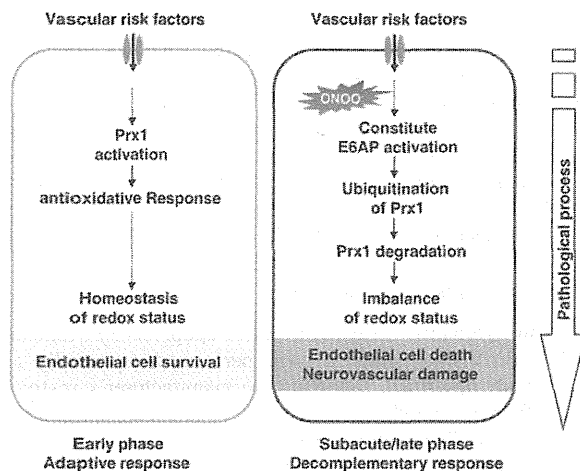 Vascular risk factors
Prx1
activation
antioxidative Response
Homeostasis
of redox status
Endothelial cell survival
Early phase
Adaptive response
Vascular risk factors
ONOO
Constitute
E6AP activation
Ubiquitination
of Prx1
Prx1 degradation
Imbalance
of redox status
Endothelial cell death
Neurovascular damage
Subacute/late phase
Decomplementary response
Pathological process